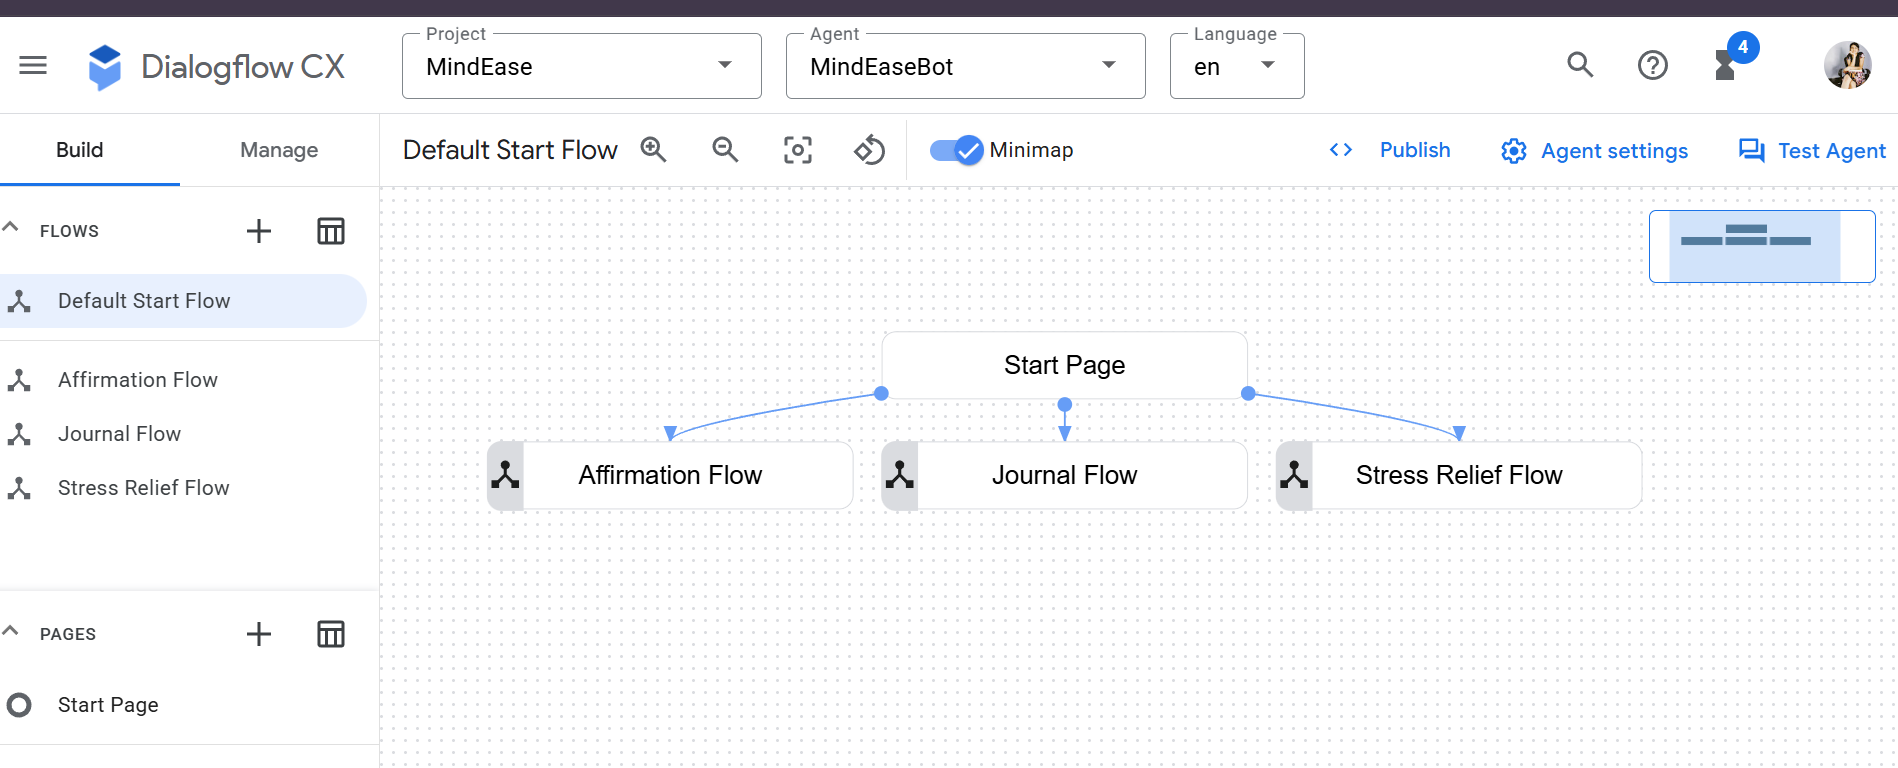 Dialogflow CX
Project
MindEase
Agent
MindEaseBot
Language
en
4
Build
Manage
Default Start Flow
Minimap
Publish
Agent settings
Test Agent
FLOWS
Default Start Flow
Affirmation Flow
Journal Flow
Stress Relief Flow
PAGES
Start Page
Start Page
Affirmation Flow
Journal Flow
Stress Relief Flow